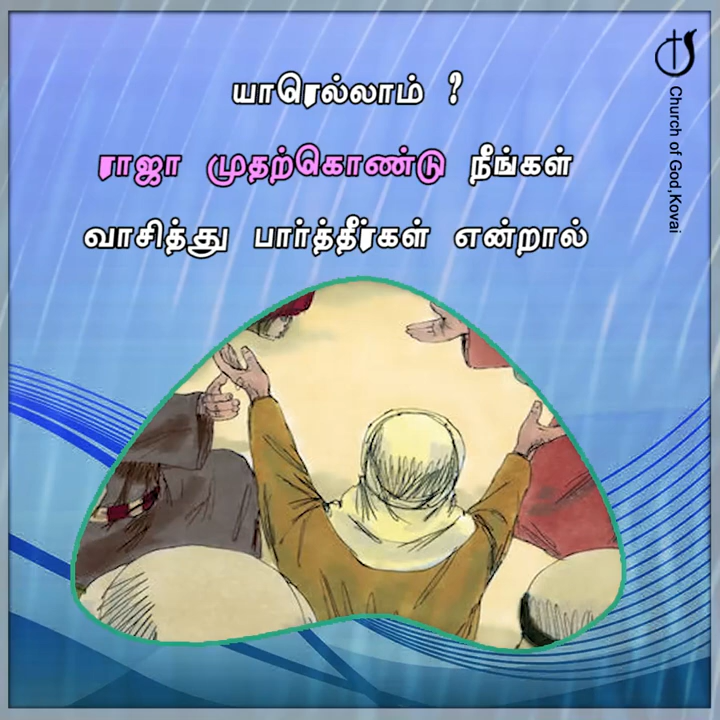 யாரெல்லாம் ?
ராஜா முதற்கொண்டு நீங்கள்
வாசித்து பார்த்தீர்கள் என்றால்
Church of God,Kovai